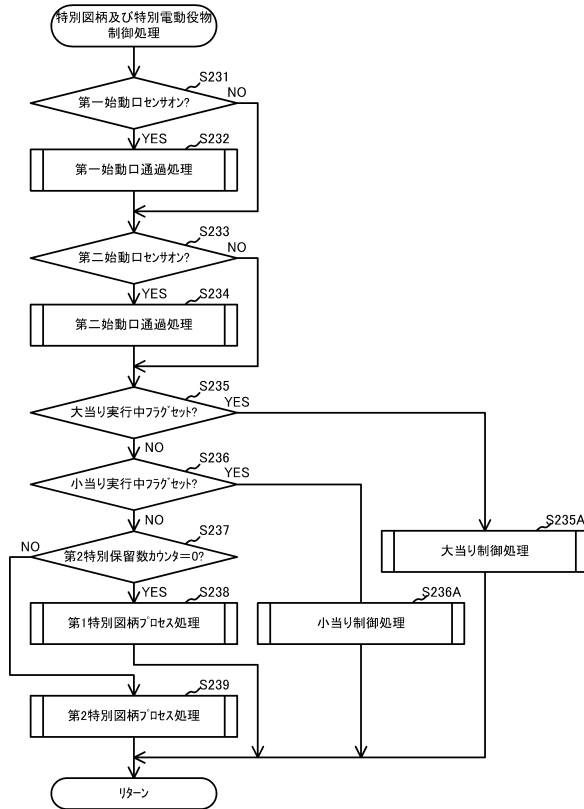 特別図柄及び特別電動役物
制御処理
S231
第一始動口センサオン?
NO
YES
S232
第一始動口通過処理
S233
第二始動口センサオン?
NO
YES
S234
第二始動口通過処理
S235
大当り実行中フラグセット?
YES
NO
S236
小当り実行中フラグセット?
YES
NO
S237
第2特別保留数カウンタ=0?
NO
YES
S235A
大当り制御処理
S238
第1特別図柄プロセス処理
S236A
小当り制御処理
S239
第2特別図柄プロセス処理
リターン